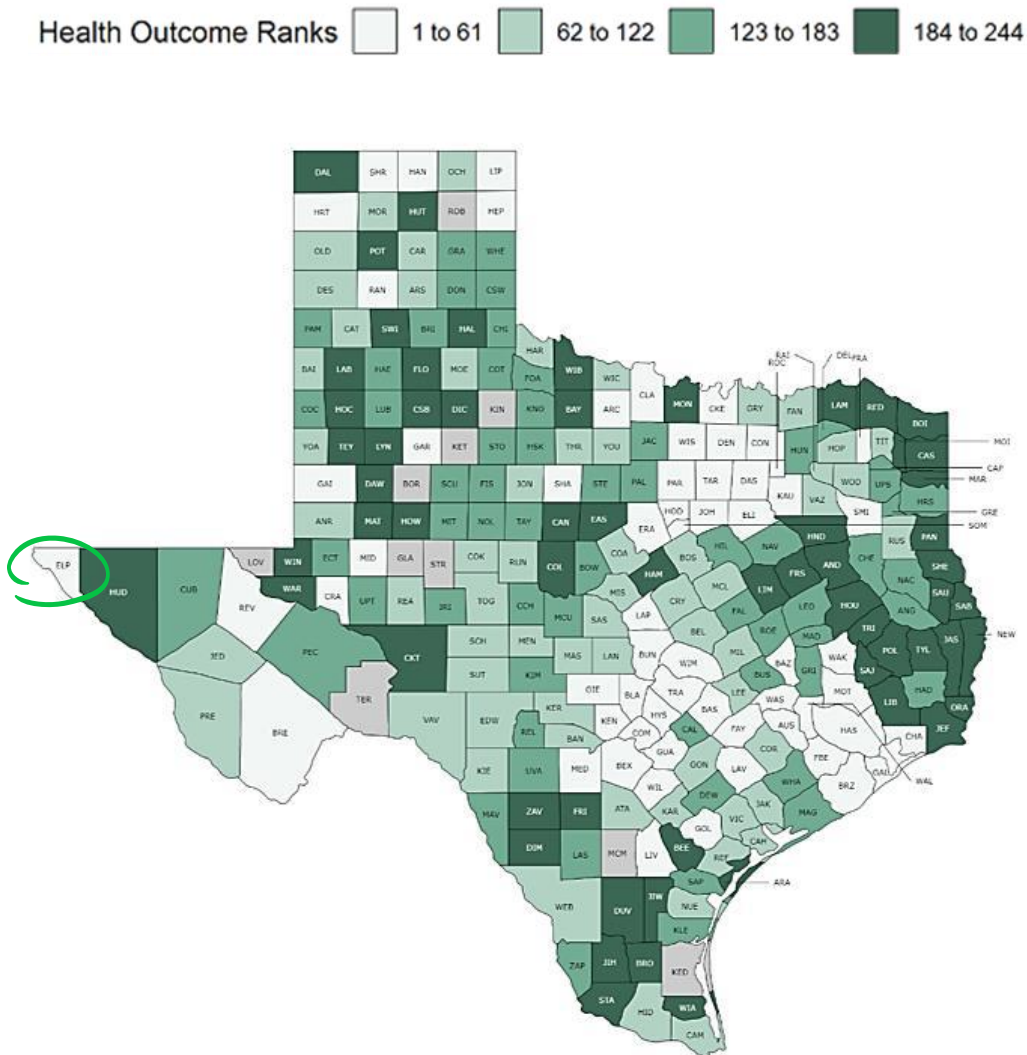 Health Outcome Ranks 1 to 61 62 to 122 123 to 183 184 to 244
DAL SHR HAN OCH LIP
HRT MOR HUT ROB HEP
OLD POT CAR GRA WHE
DES RAN ARS DON CSW
PAM CAT SWI BRI HAL CHI
HAR
RAI DEL FRA
ROC
BAI LAB HAE FLO MOE COT FOA WIB WIC
CLA MON CKE GRY FAN LAM RED BOI
COC HOC LUB CSB DIC KIN KNO BAY ARC
YOA TEY LYN GAR KET STO HSK THR YOU JAC WIS DEN CON HUN HOP TIT MOI
CAS
CAP
GAI DAW BOR SCU FIS JON SHA STE PAL PAR TAR DAS KAU VAZ WOO UPS MAR
HRS
ANR MAT HOW MIT NOL TAY CAN EAS ERA HOO JOH ELI SMI GRE
SOM
ELP HUD CUB LOV WIN ECT MID GLA STR COK RUN COL BOW COA HAM BOS HIL NAV HND RUS PAN
CHE SME
WAR CRA UPT REA IRI TOG CCH MCU SAS MIS CRY MCL LIM FRS AND NAC
REV LAP FAL LEO HOU ANG SAU SAB
JED PEC CKT SCH MEN MAS LAN BUN BEL MIL ROE MAD TRI POL TYL JAS NEW
SUT KIM WIM BUS GRI WAK SAJ
BAZ
TER GIE BLA TRA LEE MOT LIB HAD ORA
PRE BRE VAV EDW REL KER KEN HYS BAS WAS HAS JEF
BAN COM CAL FAY AUS CHA
KIE UVA MED BEX GUA GON COR FBE GAL WAL
LAV
WIL BRZ
MAV ZAV FRI ATA KAR DEW VIC JAK WHA MAG
DIM LAS MCM LIV BEE GOL REF CAH
SAP ARA
WEB DUV JIW NUE
KLE
ZAP JIH BRO KED
STA HID WIA
CAM